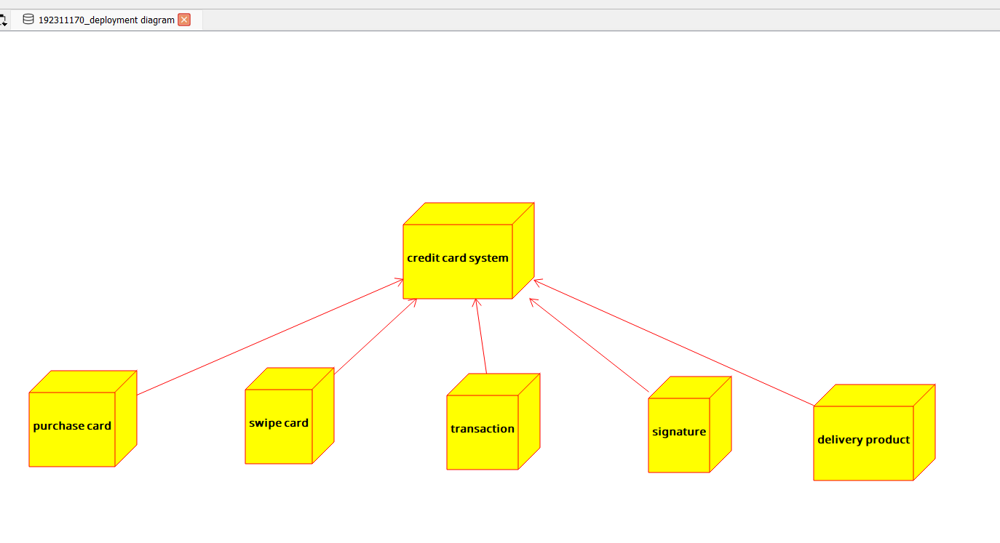 192311170_deployment diagram
credit card system
purchase card
swipe card
transaction
signature
delivery product